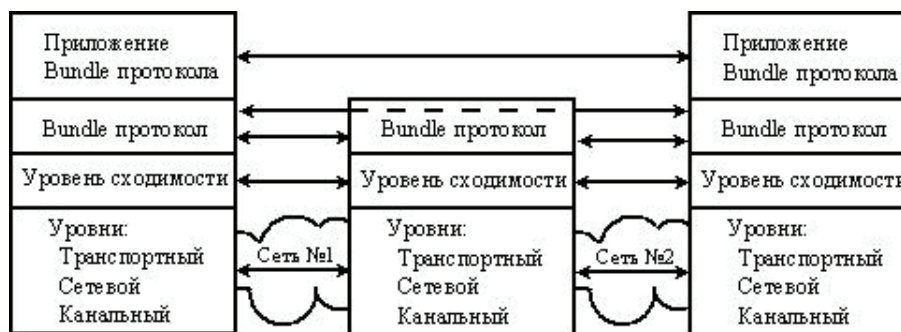 Приложение
Bundle протокола
Приложение
Bundle протокола
Bundle протокол
Bundle протокол
Bundle протокол
Уровень сходимости
Уровень сходимости
Уровень сходимости
Уровни:
Транспортный
Сетевой
Канальный
Сеть №1
Уровни:
Транспортный
Сетевой
Канальный
Сеть №2
Уровни:
Транспортный
Сетевой
Канальный